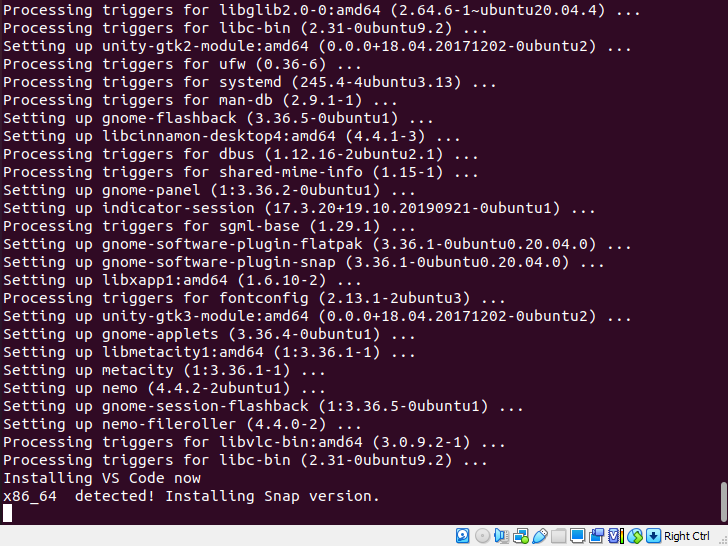 Processing triggers for libglib2.0-0:amd64 (2.64.6-1~ubuntu20.04.4) ...
Processing triggers for libc-bin (2.31-0ubuntu9.2) ...
Setting up unity-gtk2-module:amd64 (0.0.0+18.04.20171202-0ubuntu2) ...
Processing triggers for ufw (0.36-6) ...
Processing triggers for systemd (245.4-4ubuntu3.13) ...
Processing triggers for man-db (2.9.1-1) ...
Setting up gnome-flashback (3.36.5-0ubuntu1) ...
Setting up libcinnamon-desktop4:amd64 (4.4.1-3) ...
Processing triggers for dbus (1.12.16-2ubuntu2.1) ...
Processing triggers for shared-mime-info (1.15-1) ...
Setting up gnome-panel (1:3.36.2-0ubuntu1) ...
Setting up indicator-session (17.3.20+19.10.20190921-0ubuntu1) ...
Processing triggers for sgml-base (1.29.1) ...
Setting up gnome-software-plugin-flatpak (3.36.1-0ubuntu0.20.04.0) ...
Setting up gnome-software-plugin-snap (3.36.1-0ubuntu0.20.04.0) ...
Setting up libxapp1:amd64 (1.6.10-2) ...
Processing triggers for fontconfig (2.13.1-2ubuntu3) ...
Setting up unity-gtk3-module:amd64 (0.0.0+18.04.20171202-0ubuntu2) ...
Setting up gnome-applets (3.36.4-0ubuntu1) ...
Setting up libmetacity1:amd64 (1:3.36.1-1) ...
Setting up metacity (1:3.36.1-1) ...
Setting up nemo (4.4.2-2ubuntu1) ...
Setting up gnome-session-flashback (1:3.36.5-0ubuntu1) ...
Setting up nemo-fileroller (4.4.0-2) ...
Processing triggers for libvlc-bin:amd64 (3.0.9.2-1) ...
Processing triggers for libc-bin (2.31-0ubuntu9.2) ...
Installing VS Code now
x86_64  detected! Installing Snap version.
Right Ctrl